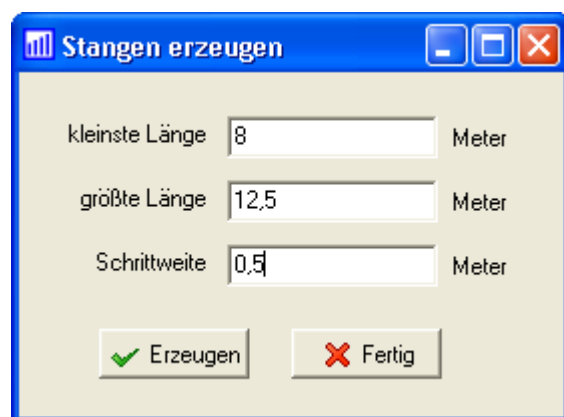 Stangen erzeugen
kleinste Länge 8 Meter
größte Länge 12,5 Meter
Schrittweite 0,5 Meter
Erzeugen Fertig